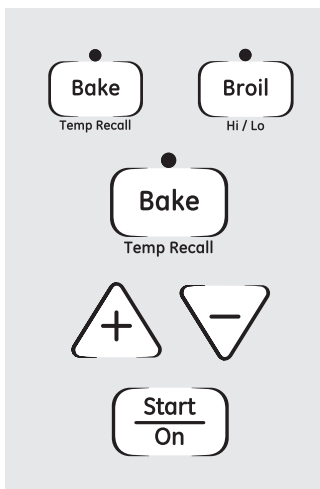 Bake
Temp Recall
Broil
Hi / Lo
Bake
Temp Recall
+
−
Start
On